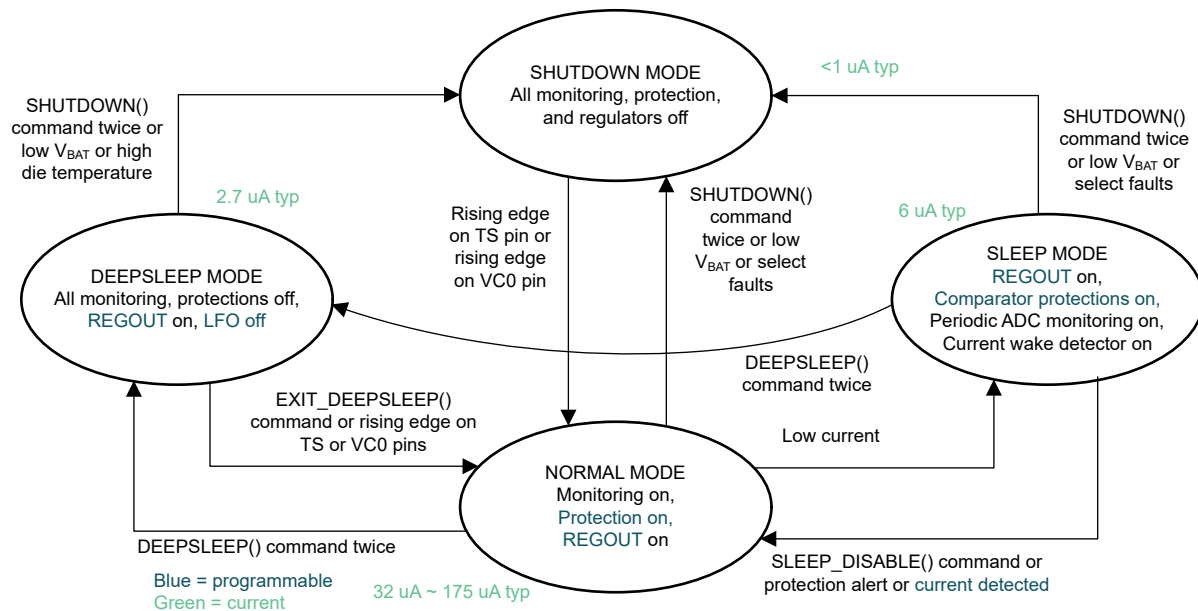 SHUTDOWN MODE
All monitoring, protection,
and regulators off
<1 uA typ
SHUTDOWN()
command twice or
low VBAT or high
die temperature
SHUTDOWN()
command twice
or low VBAT or
select faults
2.7 uA typ
Rising edge
on TS pin or
rising edge
on VC0 pin
SHUTDOWN()
command
twice or low
VBAT or select
faults
6 uA typ
DEEPSLEEP MODE
All monitoring, protections off,
REGOUT on, LFO off
SLEEP MODE
REGOUT on,
Comparator protections on,
Periodic ADC monitoring on,
Current wake detector on
DEEPSLEEP()
command twice
EXIT_DEEPSLEEP()
command or rising edge on
TS or VC0 pins
Low current
NORMAL MODE
Monitoring on,
Protection on,
REGOUT on
DEEPSLEEP() command twice
SLEEP_DISABLE() command or
protection alert or current detected
Blue = programmable
Green = current
32 uA ~ 175 uA typ